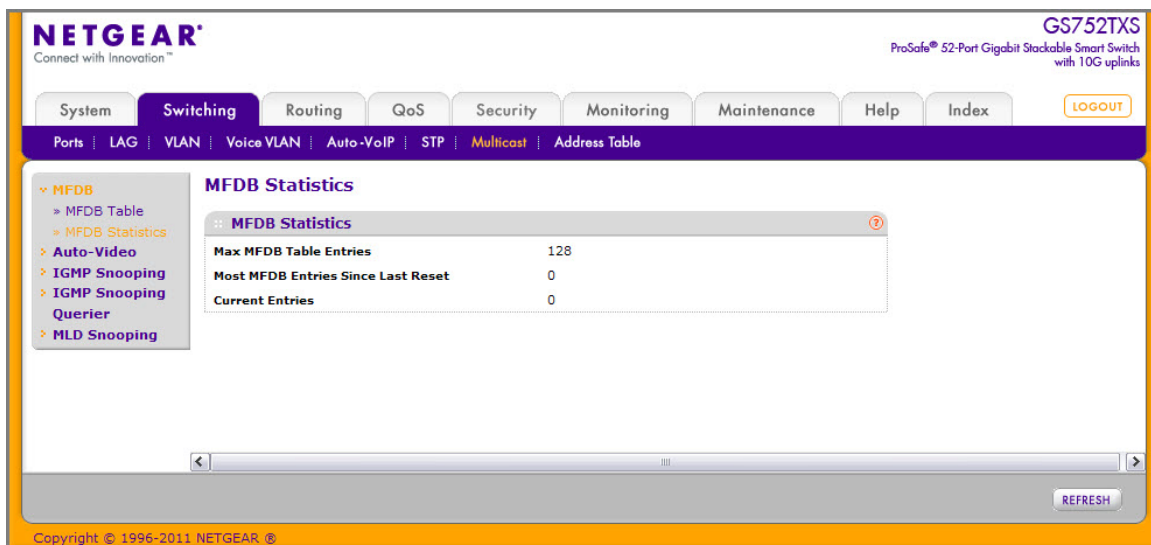 NETGEAR®
Connect with Innovation™
GS752TXS
ProSafe® 52-Port Gigabit Stackable Smart Switch
with 10G uplinks
System Switching Routing QoS Security Monitoring Maintenance Help Index LOGOUT
Ports LAG VLAN Voice VLAN Auto-VoIP STP Multicast Address Table
MFDB
» MFDB Table
» MFDB Statistics
Auto-Video
IGMP Snooping
IGMP Snooping
Querier
MLD Snooping
MFDB Statistics
MFDB Statistics ?
Max MFDB Table Entries 128
Most MFDB Entries Since Last Reset 0
Current Entries 0
REFRESH
Copyright © 1996-2011 NETGEAR ®